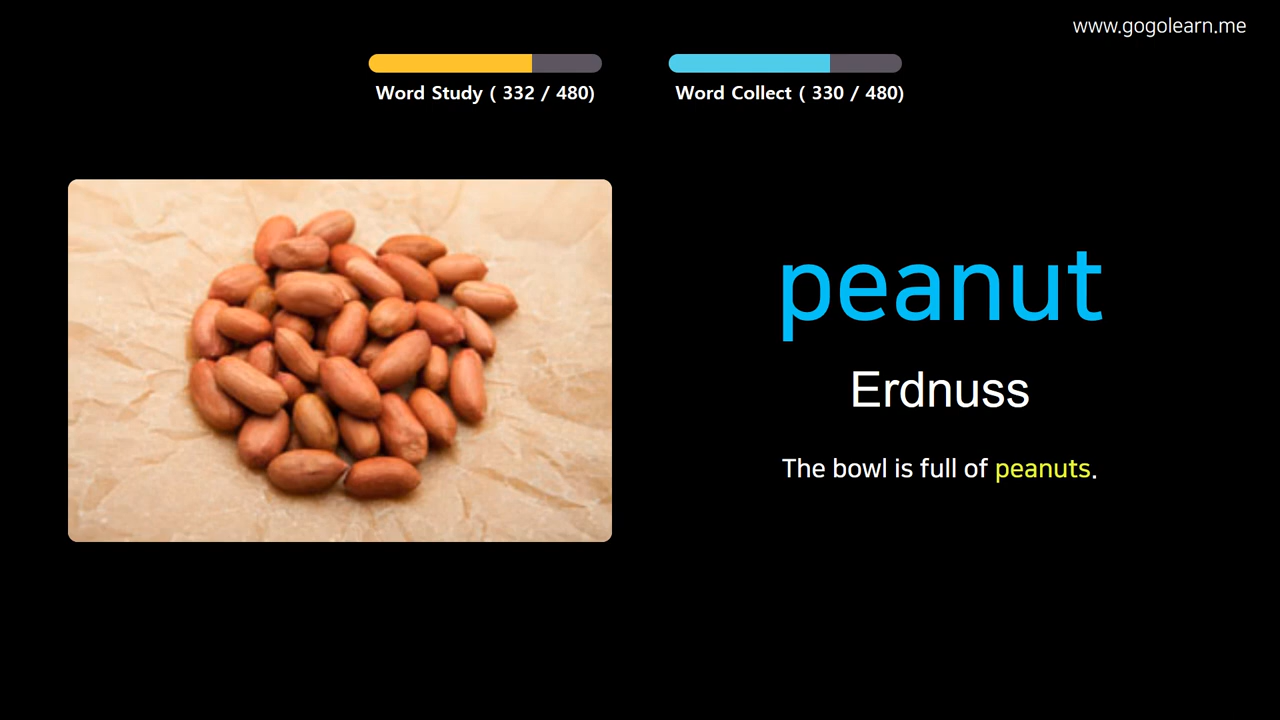 www.gogolearn.me
Word Study ( 332 / 480)
Word Collect ( 330 / 480)
peanut
Erdnuss
The bowl is full of peanuts.